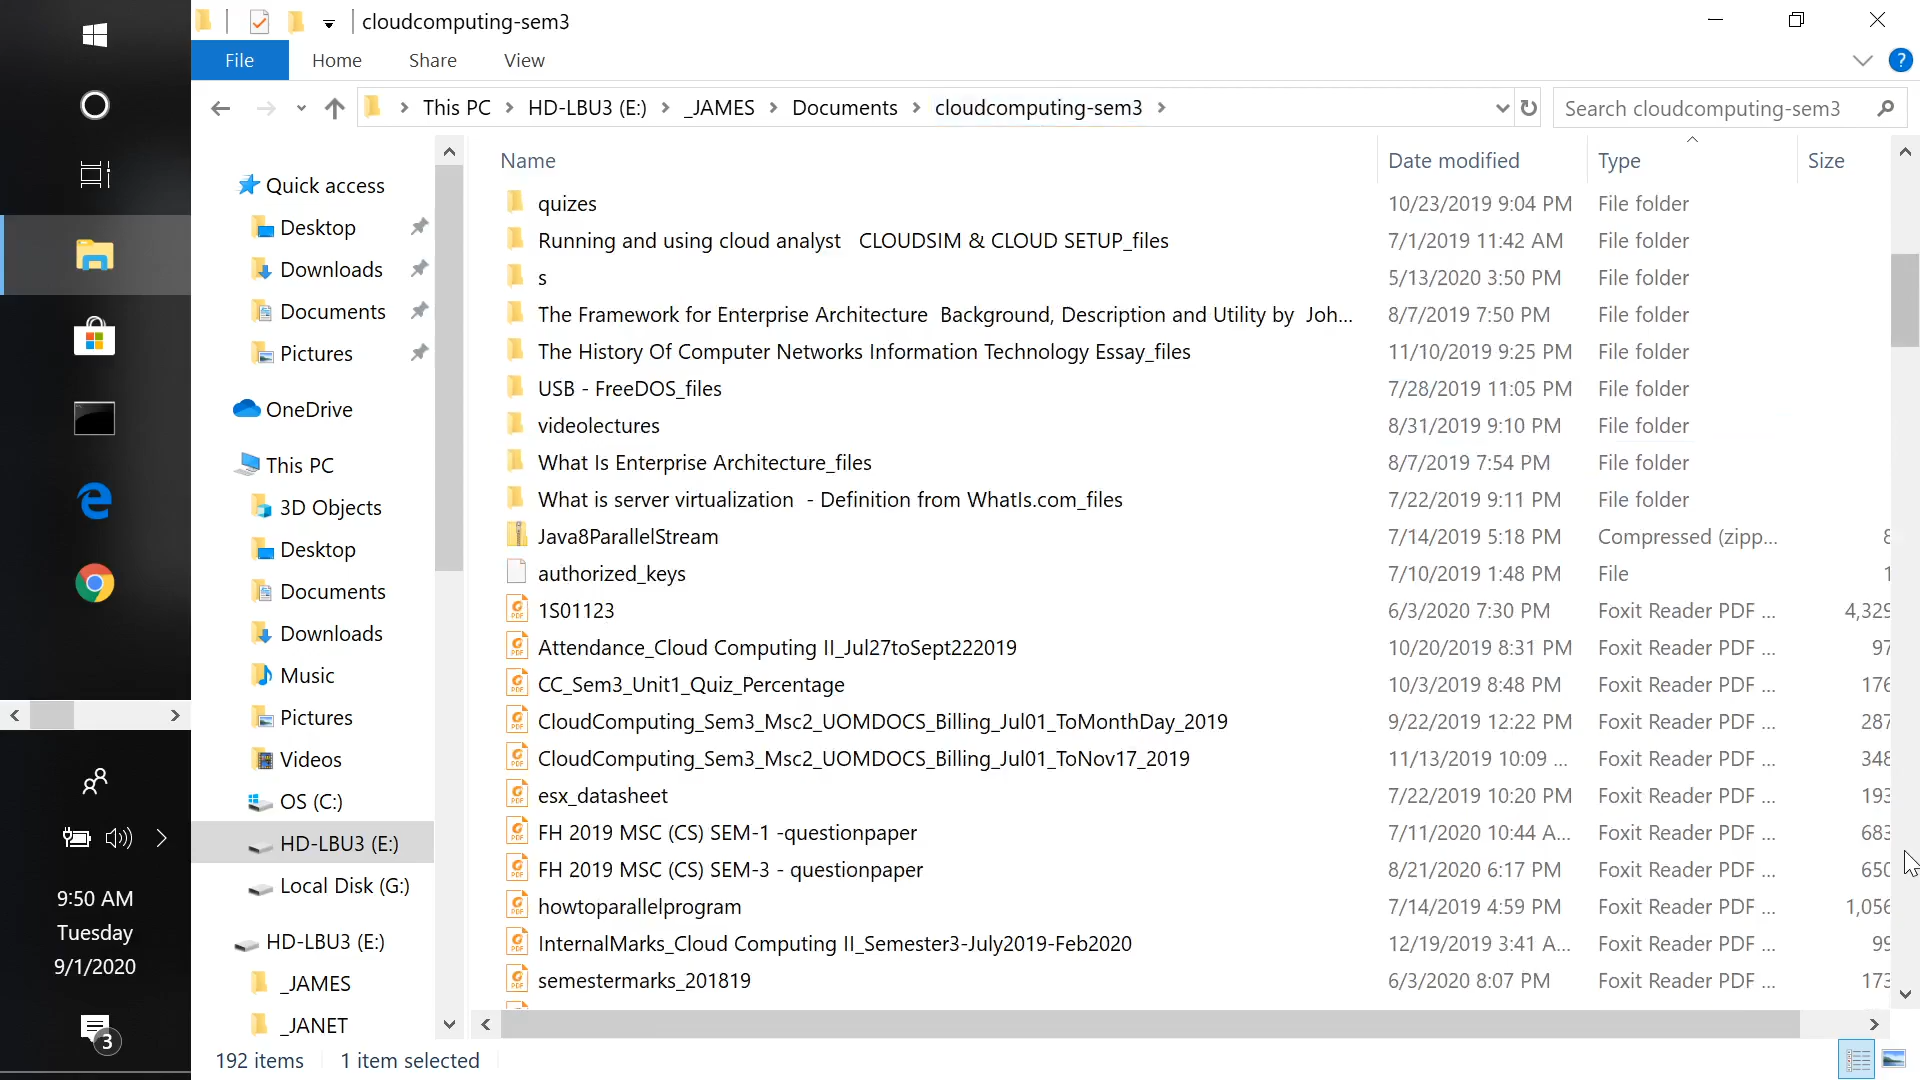 cloudcomputing-sem3
File Home Share View
This PC HD-LBU3 (E:) _JAMES Documents cloudcomputing-sem3
Search cloudcomputing-sem3
Name Date modified Type Size
Quick access
Desktop
Downloads
Documents
Pictures
OneDrive
This PC
3D Objects
Desktop
Documents
Downloads
Music
Pictures
Videos
OS (C:)
HD-LBU3 (E:)
Local Disk (G:)
HD-LBU3 (E:)
_JAMES
_JANET
quizes 10/23/2019 9:04 PM File folder
Running and using cloud analyst CLOUDSIM & CLOUD SETUP_files 7/1/2019 11:42 AM File folder
s 5/13/2020 3:50 PM File folder
The Framework for Enterprise Architecture Background, Description and Utility by Joh... 8/7/2019 7:50 PM File folder
The History Of Computer Networks Information Technology Essay_files 11/10/2019 9:25 PM File folder
USB - FreeDOS_files 7/28/2019 11:05 PM File folder
videolectures 8/31/2019 9:10 PM File folder
What Is Enterprise Architecture_files 8/7/2019 7:54 PM File folder
What is server virtualization - Definition from WhatIs.com_files 7/22/2019 9:11 PM File folder
Java8ParallelStream 7/14/2019 5:18 PM Compressed (zipp...
authorized_keys 7/10/2019 1:48 PM File 1
1S01123 6/3/2020 7:30 PM Foxit Reader PDF ... 4,329
Attendance_Cloud Computing II_Jul27toSept222019 10/20/2019 8:31 PM Foxit Reader PDF ... 97
CC_Sem3_Unit1_Quiz_Percentage 10/3/2019 8:48 PM Foxit Reader PDF ... 176
CloudComputing_Sem3_Msc2_UOMDOCS_Billing_Jul01_ToMonthDay_2019 9/22/2019 12:22 PM Foxit Reader PDF ... 287
CloudComputing_Sem3_Msc2_UOMDOCS_Billing_Jul01_ToNov17_2019 11/13/2019 10:09 ... Foxit Reader PDF ... 348
esx_datasheet 7/22/2019 10:20 PM Foxit Reader PDF ... 193
FH 2019 MSC (CS) SEM-1 -questionpaper 7/11/2020 10:44 A... Foxit Reader PDF ... 683
FH 2019 MSC (CS) SEM-3 - questionpaper 8/21/2020 6:17 PM Foxit Reader PDF ... 650
howtoparallelprogram 7/14/2019 4:59 PM Foxit Reader PDF ... 1,056
InternalMarks_Cloud Computing II_Semester3-July2019-Feb2020 12/19/2019 3:41 A... Foxit Reader PDF ... 99
semestermarks_201819 6/3/2020 8:07 PM Foxit Reader PDF ... 173
192 items 1 item selected
9:50 AM
Tuesday
9/1/2020
3